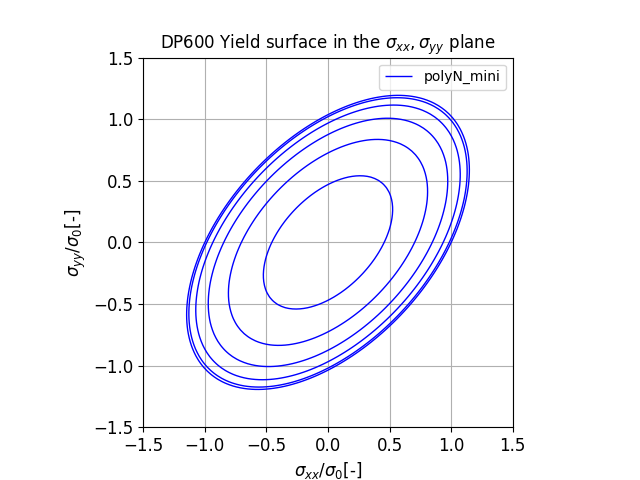 DP600 Yield surface in the σxx, σyy plane
polyN_mini
1.5
1.0
0.5
0.0
−0.5
−1.0
−1.5
σyy/σ0[-]
−1.5 −1.0 −0.5 0.0 0.5 1.0 1.5
σxx/σ0[-]